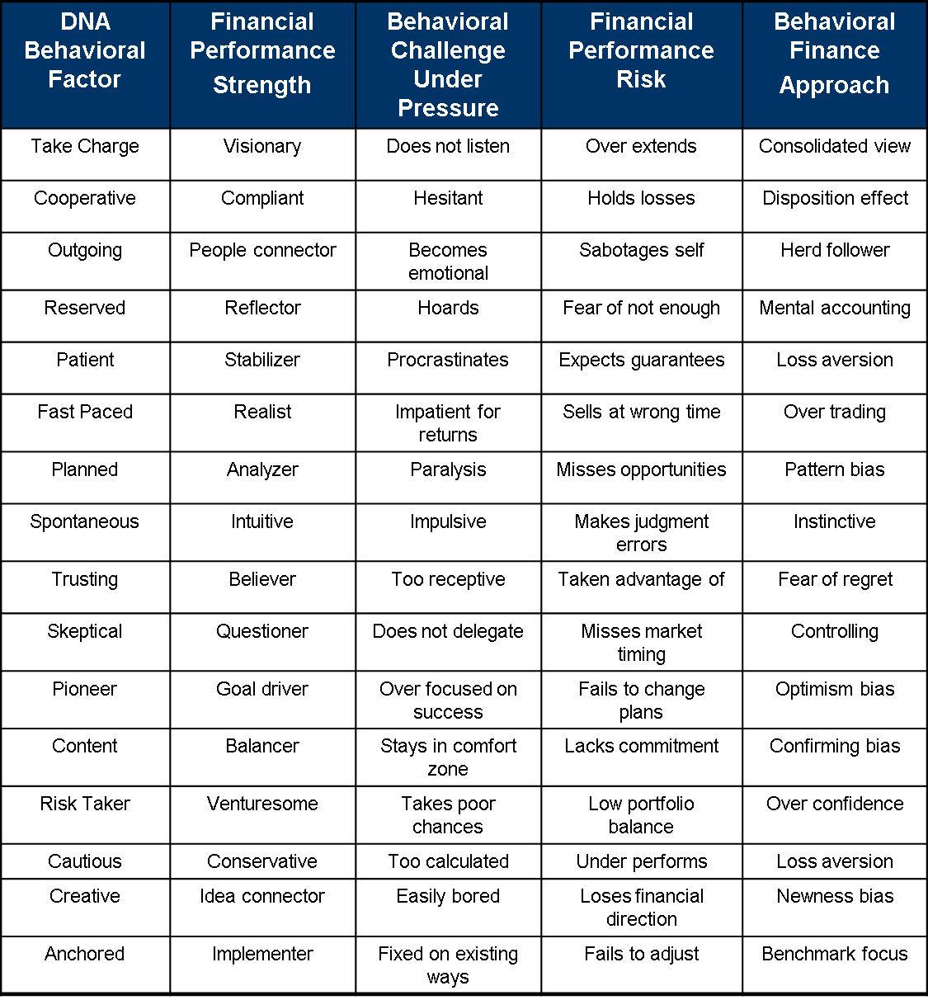 DNA Behavioral Factor | Financial Performance Strength | Behavioral Challenge Under Pressure | Financial Performance Risk | Behavioral Finance Approach
Take Charge | Visionary | Does not listen | Over extends | Consolidated view
Cooperative | Compliant | Hesitant | Holds losses | Disposition effect
Outgoing | People connector | Becomes emotional | Sabotages self | Herd follower
Reserved | Reflector | Hoards | Fear of not enough | Mental accounting
Patient | Stabilizer | Procrastinates | Expects guarantees | Loss aversion
Fast Paced | Realist | Impatient for returns | Sells at wrong time | Over trading
Planned | Analyzer | Paralysis | Misses opportunities | Pattern bias
Spontaneous | Intuitive | Impulsive | Makes judgment errors | Instinctive
Trusting | Believer | Too receptive | Taken advantage of | Fear of regret
Skeptical | Questioner | Does not delegate | Misses market timing | Controlling
Pioneer | Goal driver | Over focused on success | Fails to change plans | Optimism bias
Content | Balancer | Stays in comfort zone | Lacks commitment | Confirming bias
Risk Taker | Venturesome | Takes poor chances | Low portfolio balance | Over confidence
Cautious | Conservative | Too calculated | Under performs | Loss aversion
Creative | Idea connector | Easily bored | Loses financial direction | Newness bias
Anchored | Implementer | Fixed on existing ways | Fails to adjust | Benchmark focus